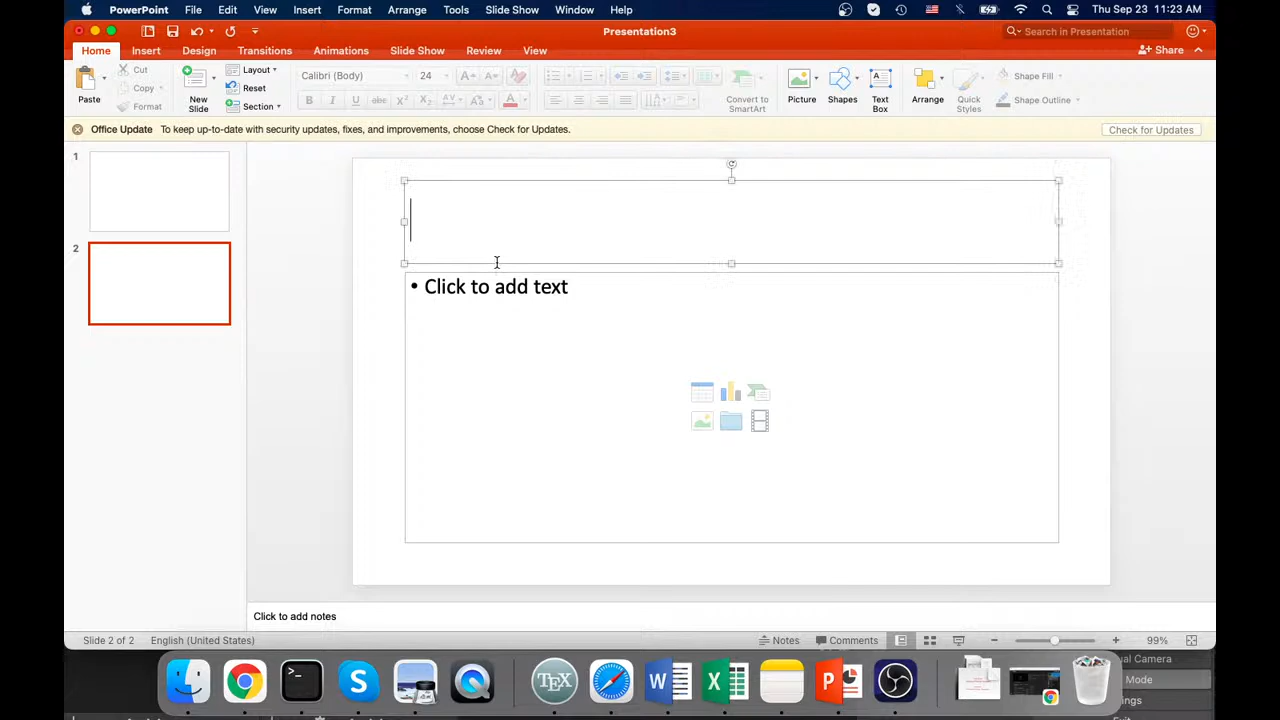 PowerPoint File Edit View Insert Format Arrange Tools Slide Show Window Help Thu Sep 23 11:23 AM
Presentation3 Search in Presentation
Home Insert Design Transitions Animations Slide Show Review View Share
Paste Cut Copy Format New Slide Layout Reset Section Calibri (Body) 24 Convert to SmartArt Picture Shapes Text Box Arrange Quick Styles Shape Fill Shape Outline
Office Update To keep up-to-date with security updates, fixes, and improvements, choose Check for Updates. Check for Updates
1
2
• Click to add text
Click to add notes
Slide 2 of 2 English (United States) Notes Comments 99%
ual Camera
Mode
ngs